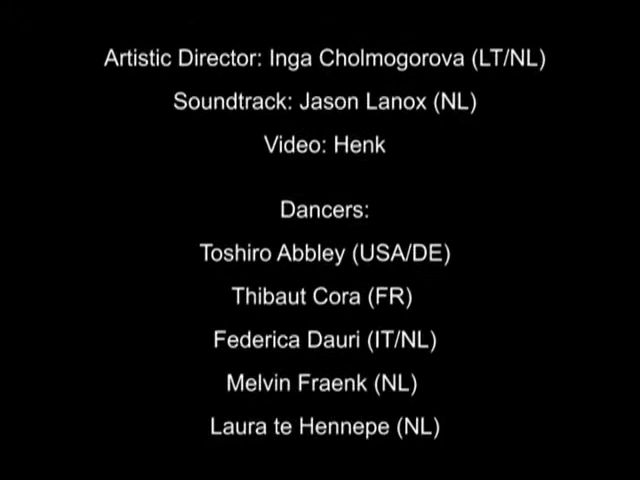 Artistic Director: Inga Cholmogorova (LT/NL)
Soundtrack: Jason Lanox (NL)
Video: Henk
Dancers:
Toshiro Abbley (USA/DE)
Thibaut Cora (FR)
Federica Dauri (IT/NL)
Melvin Fraenk (NL)
Laura te Hennepe (NL)